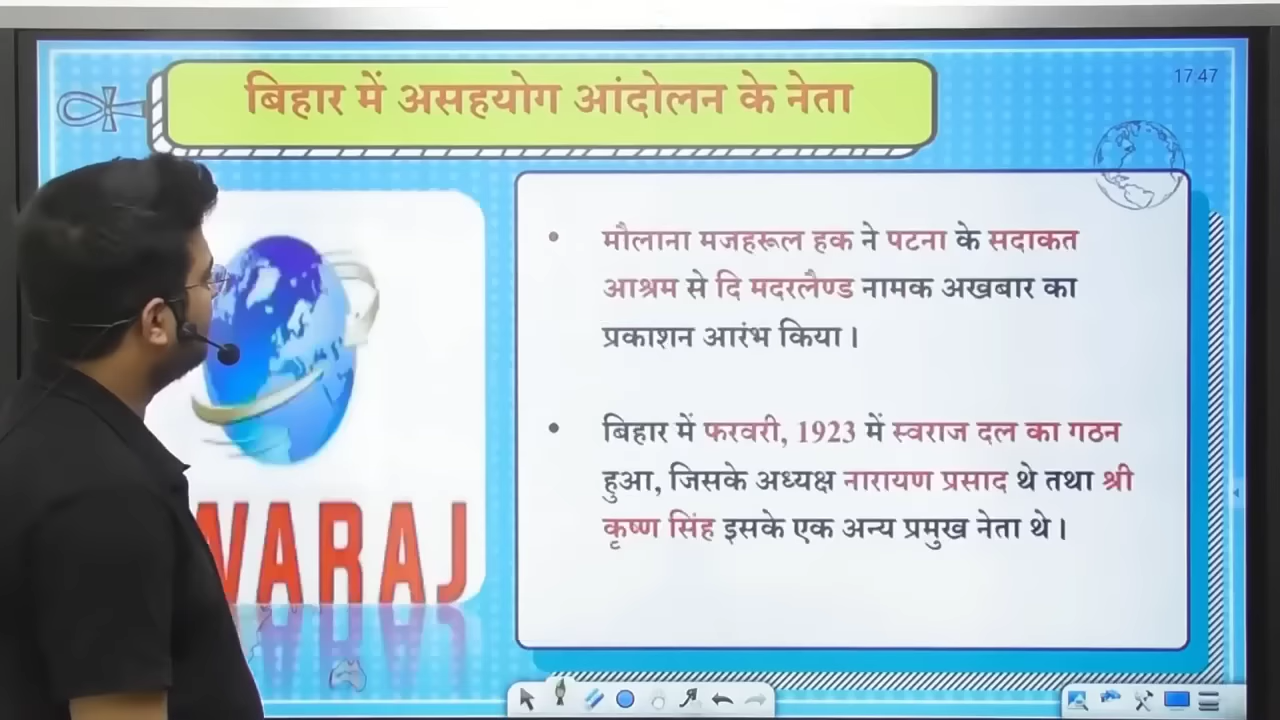 बिहार में असहयोग आंदोलन के नेता
17:47
• मौलाना मजहरूल हक ने पटना के सदाकत
आश्रम से दि मदरलैण्ड नामक अखबार का
प्रकाशन आरंभ किया।
• बिहार में फरवरी, 1923 में स्वराज दल का गठन
हुआ, जिसके अध्यक्ष नारायण प्रसाद थे तथा श्री
कृष्ण सिंह इसके एक अन्य प्रमुख नेता थे।
WARAJ